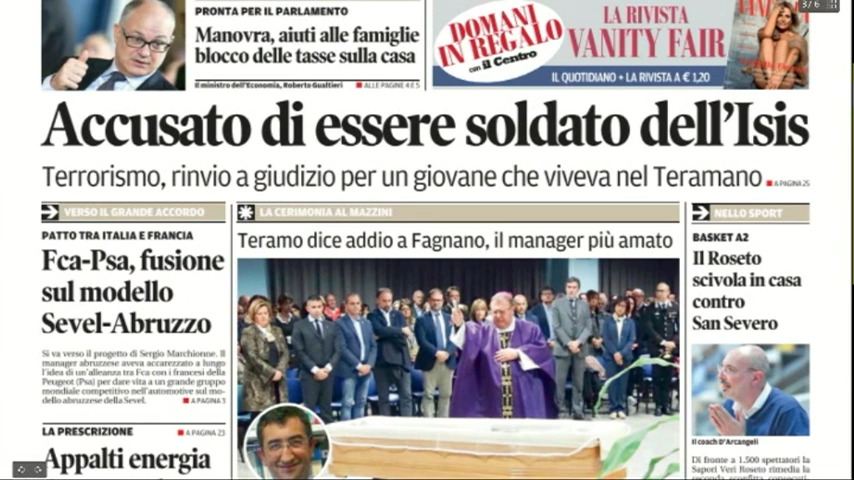 3 / 6
PRONTA PER IL PARLAMENTO
Manovra, aiuti alle famiglie
blocco delle tasse sulla casa
Il ministro dell'Economia, Roberto Gualtieri
ALLE PAGINE 4 E 5
DOMANI
IN REGALO
con il Centro
LA RIVISTA
VANITY FAIR
IL QUOTIDIANO + LA RIVISTA A € 1,20
Accusato di essere soldato dell'Isis
Terrorismo, rinvio a giudizio per un giovane che viveva nel Teramano
A PAGINA 25
VERSO IL GRANDE ACCORDO
PATTO TRA ITALIA E FRANCIA
Fca-Psa, fusione
sul modello
Sevel-Abruzzo
Si va verso il progetto di Sergio Marchionne. Il
manager abruzzese aveva accarezzato a lungo
l'idea di un'alleanza tra Fca con i francesi della
Peugeot (Psa) per dare vita a un grande gruppo
mondiale competitivo nell'automotive sul mo-
dello abruzzese della Sevel.
A PAGINA 3
LA PRESCRIZIONE
A PAGINA 23
Appalti energia
LA CERIMONIA AL MAZZINI
Teramo dice addio a Fagnano, il manager più amato
NELLO SPORT
BASKET A2
Il Roseto
scivola in casa
contro
San Severo
Il coach D'Arcangeli
Di fronte a 1.500 spettatori la
Sapori Veri Roseto rimedia la